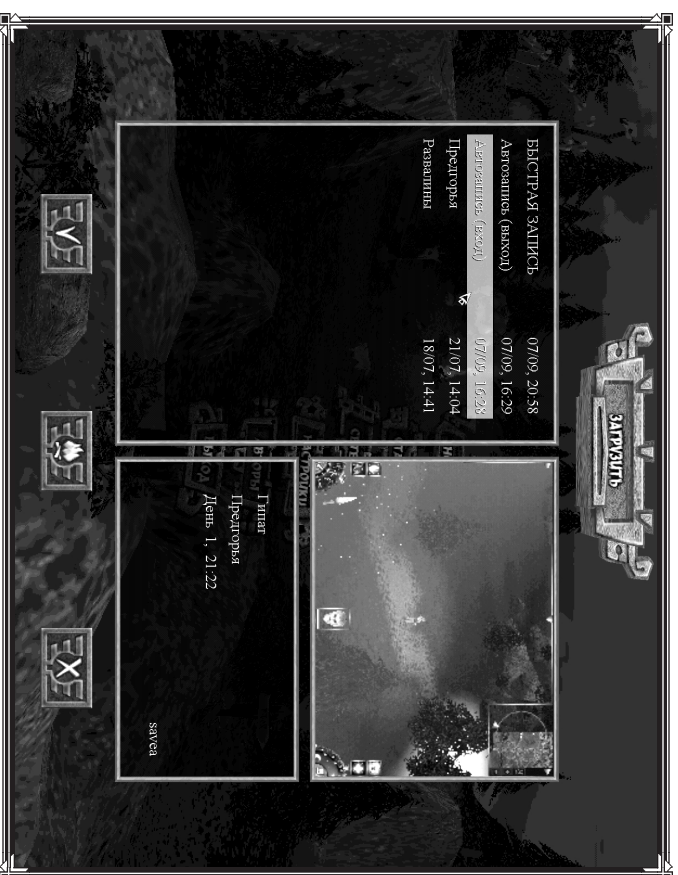 ЗАГРУЗИТЬ
БЫСТРАЯ ЗАПИСЬ 07/09, 20:58
Автозапись (выход) 07/09, 16:29
Автозапись (вход) 07/09, 16:28
Предгорья 21/07, 14:04
Развалины 18/07, 14:41
Гипат
Предгорья
День 1, 21:22
savea